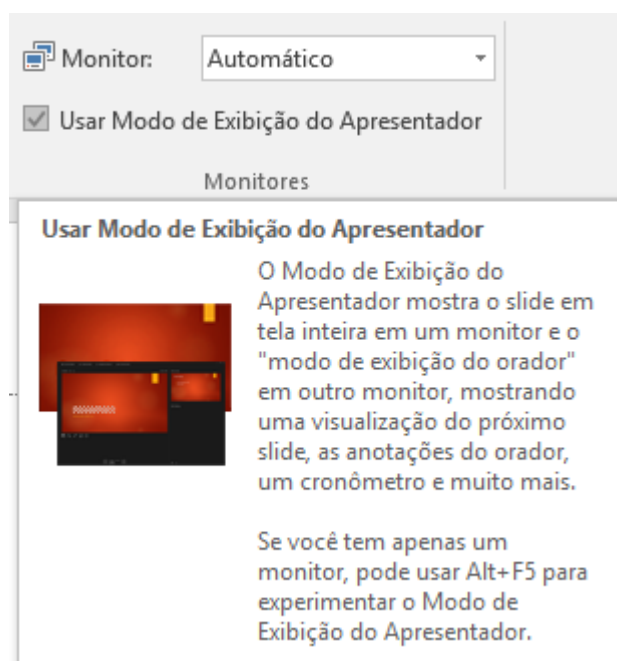 Monitor: Automático
Usar Modo de Exibição do Apresentador
Monitores
Usar Modo de Exibição do Apresentador
O Modo de Exibição do
Apresentador mostra o slide em
tela inteira em um monitor e o
"modo de exibição do orador"
em outro monitor, mostrando
uma visualização do próximo
slide, as anotações do orador,
um cronômetro e muito mais.
Se você tem apenas um
monitor, pode usar Alt+F5 para
experimentar o Modo de
Exibição do Apresentador.